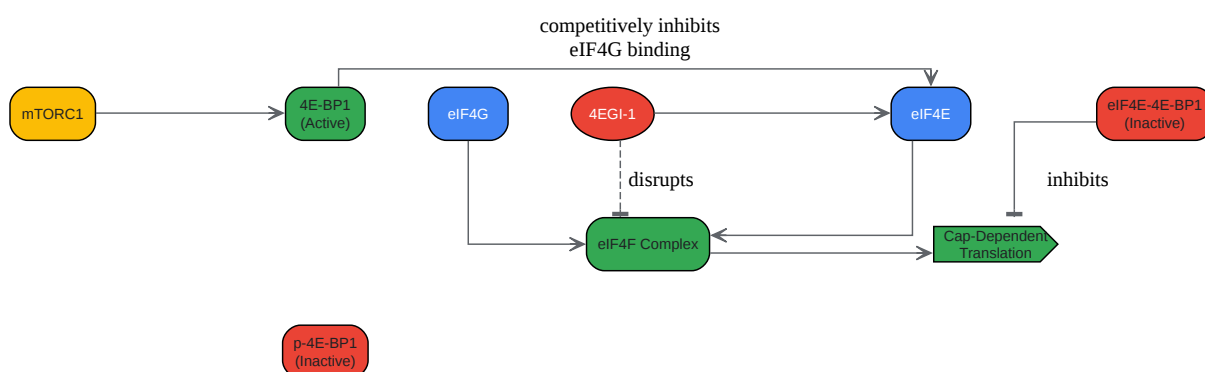 competitively inhibits
eIF4G binding
mTORC1
4E-BP1
(Active)
eIF4G
4EGI-1
eIF4E
eIF4E-4E-BP1
(Inactive)
disrupts
inhibits
eIF4F Complex
Cap-Dependent
Translation
p-4E-BP1
(Inactive)